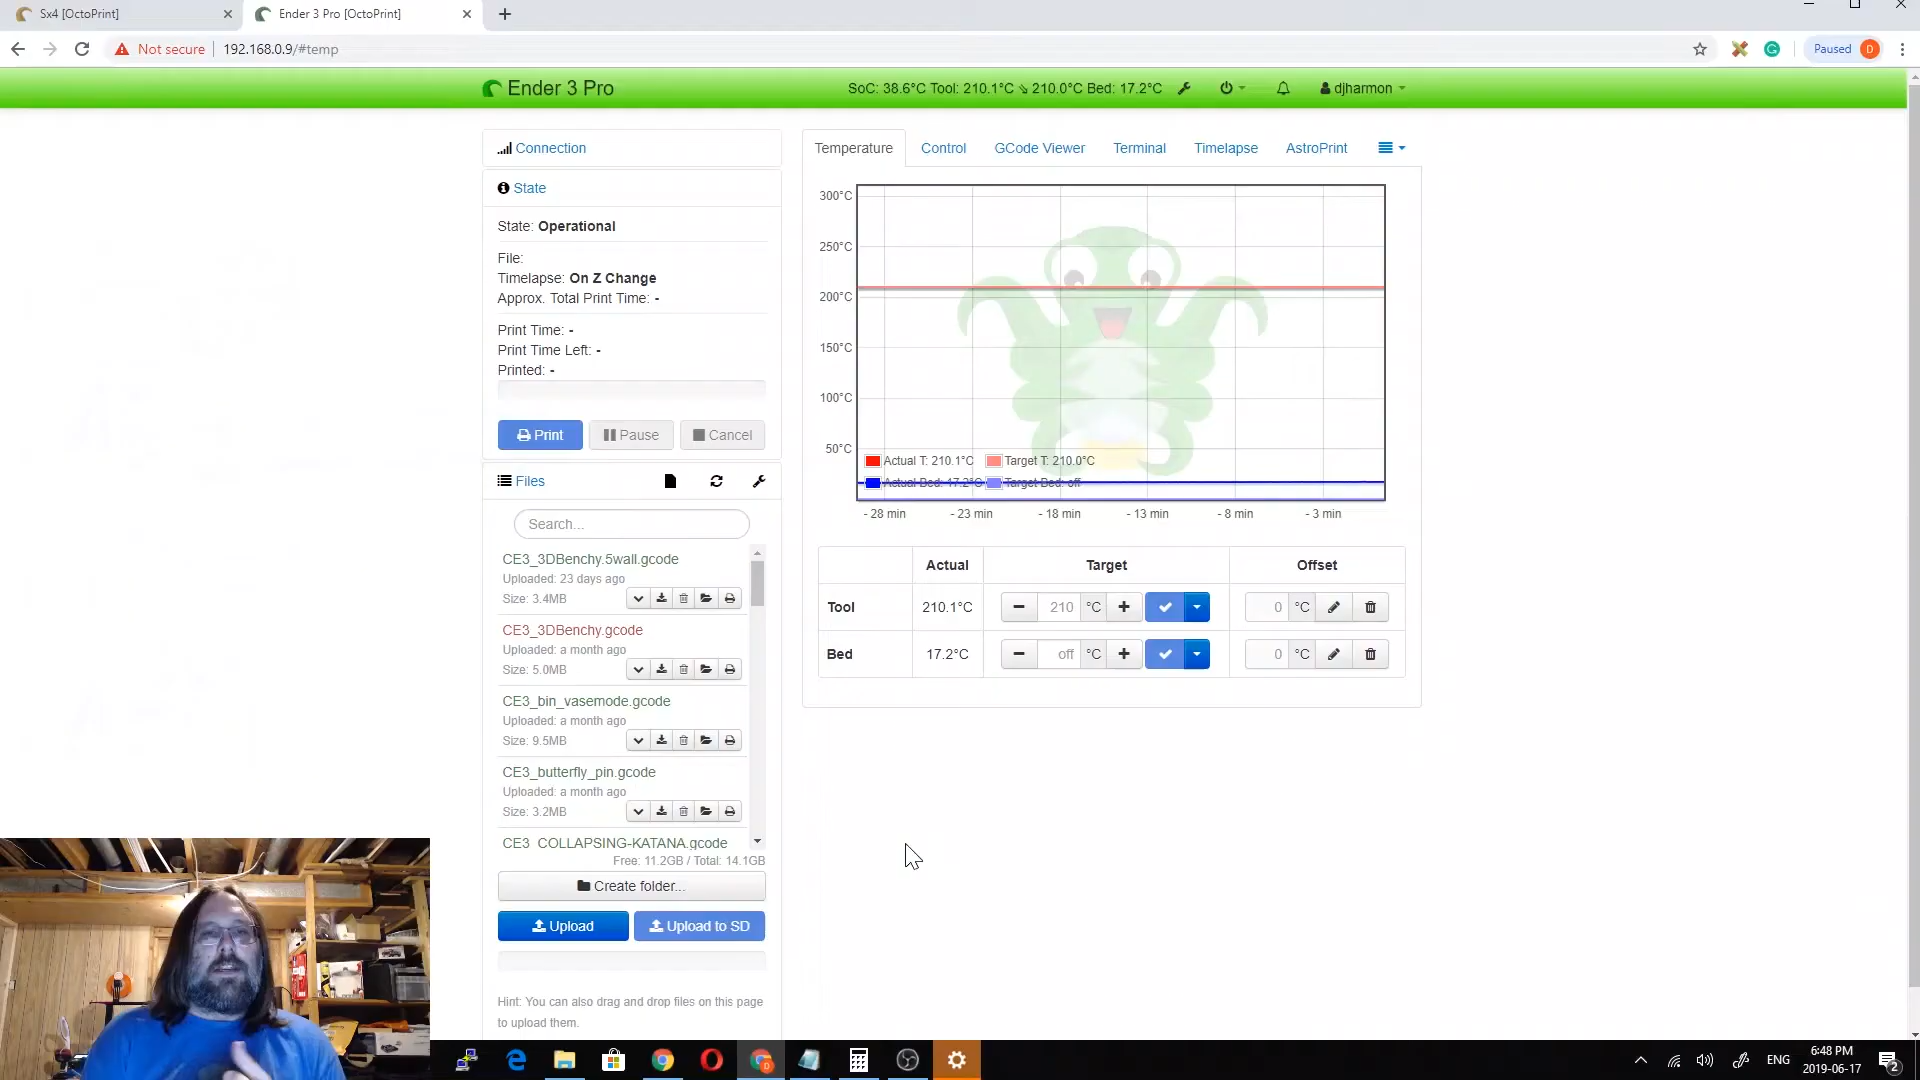 Sx4 [OctoPrint]
Ender 3 Pro [OctoPrint]
Not secure
192.168.0.9/#temp
Paused
D
Ender 3 Pro
SoC: 38.6°C Tool: 210.1°C ⇘ 210.0°C Bed: 17.2°C
djharmon
Connection
State
State: Operational
File:
Timelapse: On Z Change
Approx. Total Print Time: -
Print Time: -
Print Time Left: -
Printed: -
Print
Pause
Cancel
Files
Search...
CE3_3DBenchy.5wall.gcode
Uploaded: 23 days ago
Size: 3.4MB
CE3_3DBenchy.gcode
Uploaded: a month ago
Size: 5.0MB
CE3_bin_vasemode.gcode
Uploaded: a month ago
Size: 9.5MB
CE3_butterfly_pin.gcode
Uploaded: a month ago
Size: 3.2MB
CE3_COLLAPSING-KATANA.gcode
Free: 11.2GB / Total: 14.1GB
Create folder...
Upload
Upload to SD
Hint: You can also drag and drop files on this page
to upload them.
Temperature
Control
GCode Viewer
Terminal
Timelapse
AstroPrint
300°C
250°C
200°C
150°C
100°C
50°C
Actual T: 210.1°C
Target T: 210.0°C
Actual Bed: 17.2°C
Target Bed: off
- 28 min
- 23 min
- 18 min
- 13 min
- 8 min
- 3 min
Actual
Target
Offset
Tool
210.1°C
210 °C
0 °C
Bed
17.2°C
off °C
0 °C
ENG
6:48 PM
2019-06-17
2